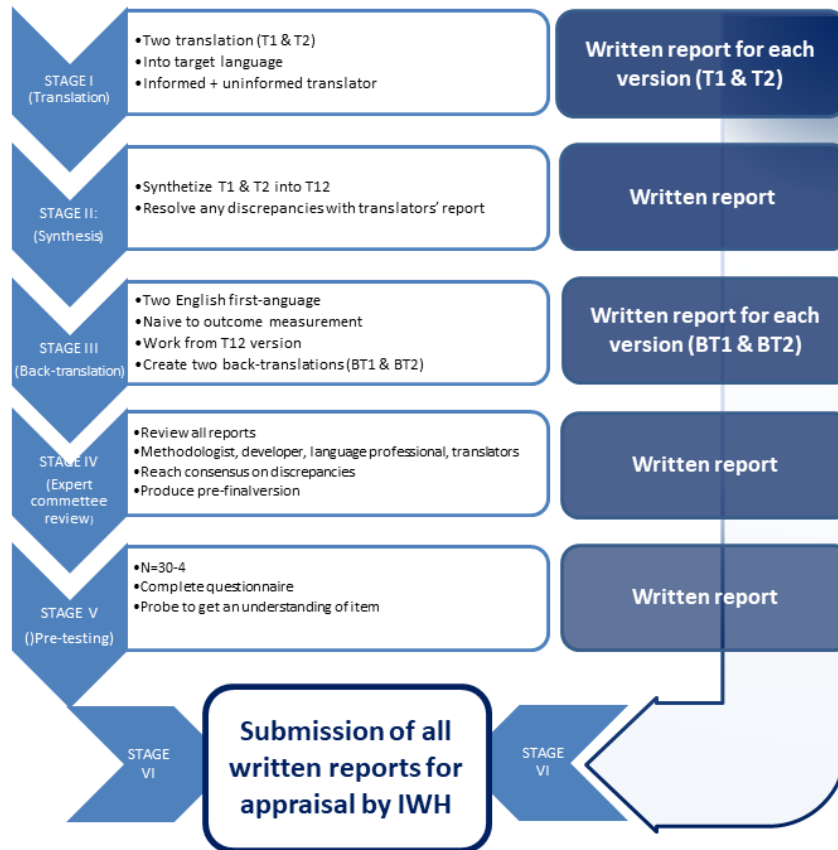 STAGE I
(Translation)
•Two translation (T1 & T2)
•Into target language
•Informed + uninformed translator
Written report for each
version (T1 & T2)
STAGE II:
(Synthesis)
•Synthetize T1 & T2 into T12
•Resolve any discrepancies with translators' report
Written report
STAGE III
(Back-translation)
•Two English first-anguage
•Naive to outcome measurement
•Work from T12 version
•Create two back-translations (BT1 & BT2)
Written report for each
version (BT1 & BT2)
STAGE IV
(Expert
commettee
review)
•Review all reports
•Methodologist, developer, language professional, translators
•Reach consensus on discrepancies
•Produce pre-finalversion
Written report
STAGE V
()Pre-testing)
•N=30-4
•Complete questionnaire
•Probe to get an understanding of item
Written report
STAGE
VI
Submission of all
written reports for
appraisal by IWH
STAGE
VI